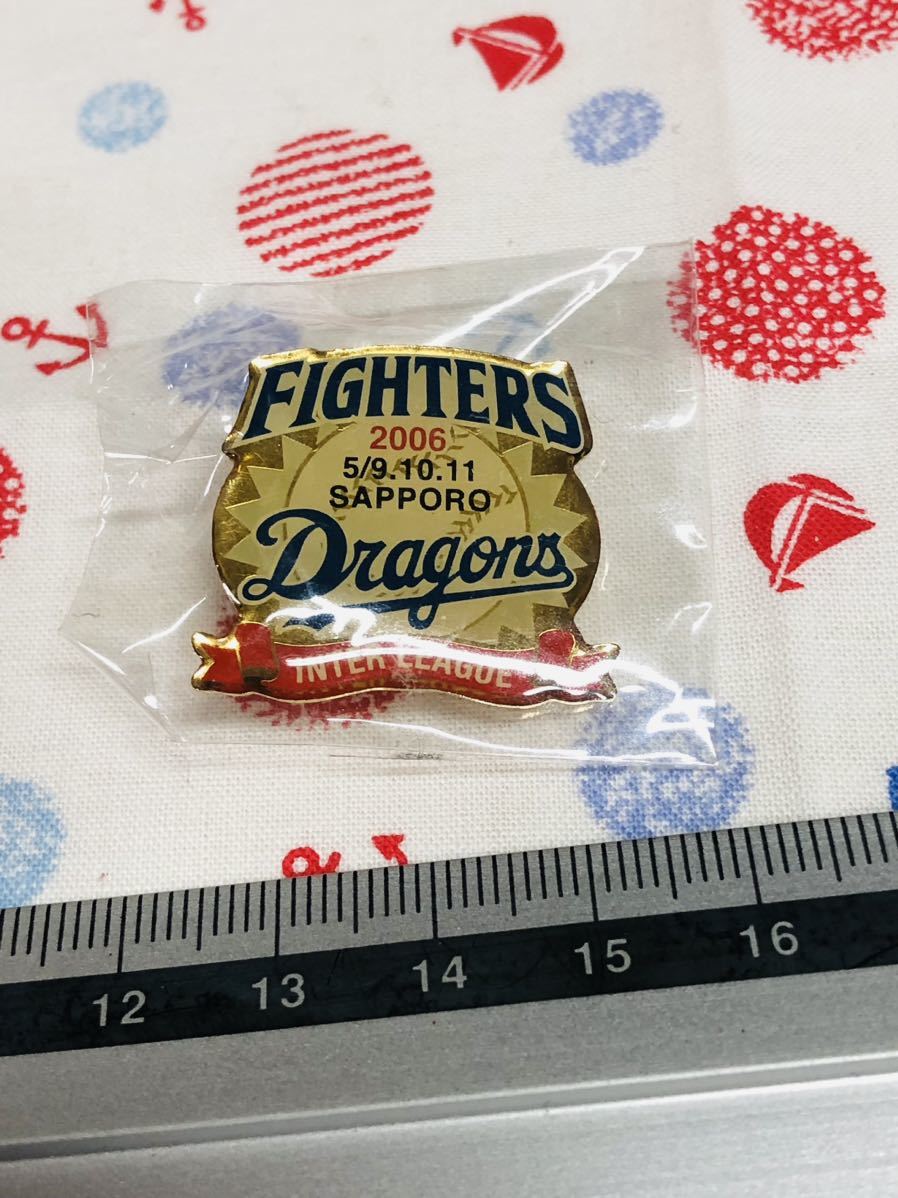 FIGHTERS
2006
5/9.10.11
SAPPORO
Dragons
INTER LEAGUE
12 13 14 15 16